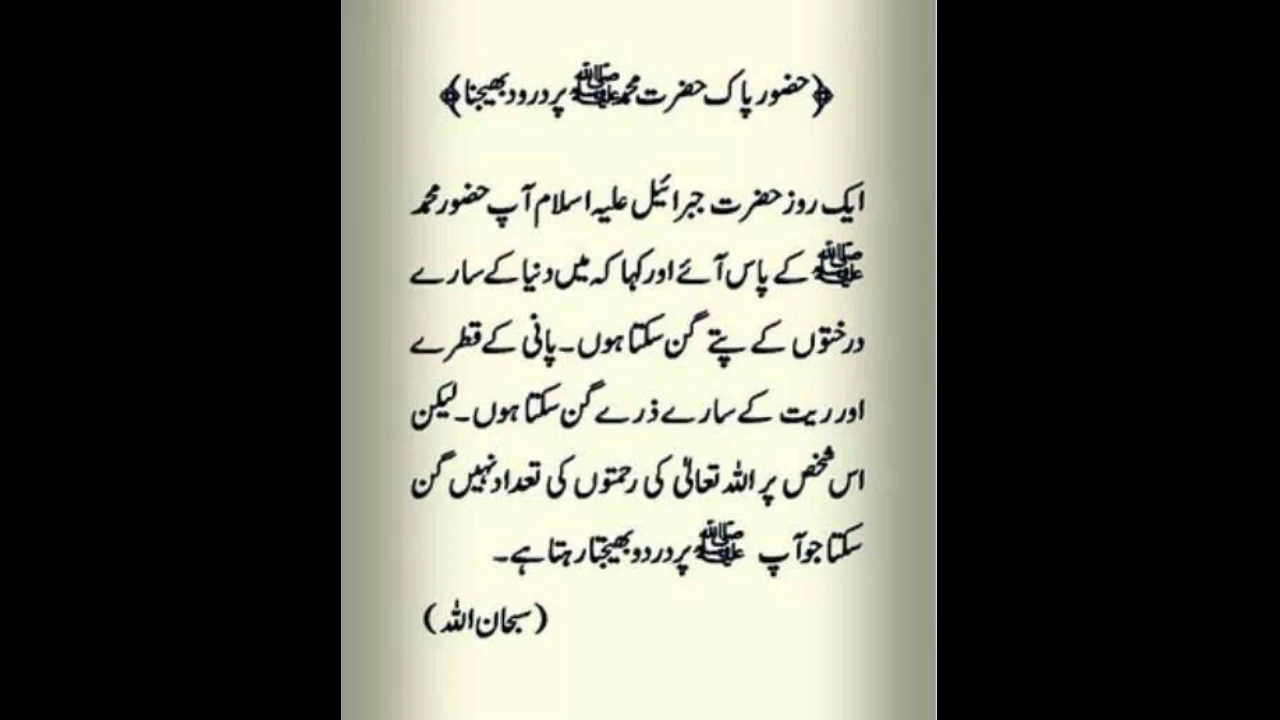 ﴿حضور پاک حضرت محمد ﷺ پر درود بھیجنا﴾
ایک روز حضرت جبرائیل علیہ اسلام آپ حضور محمد
ﷺ کے پاس آئے اور کہا کہ میں دنیا کے سارے
درختوں کے پتے گن سکتا ہوں۔ پانی کے قطرے
اور ریت کے سارے ذرے گن سکتا ہوں۔ لیکن
اس شخص پر اللہ تعالیٰ کی رحمتوں کی تعداد نہیں گن
سکتا جو آپ ﷺ پر دردو بھیجتا رہتا ہے۔
(سبحان اللہ)